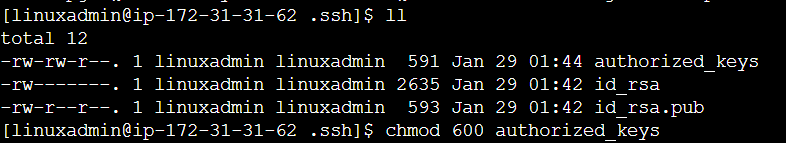 [linuxadmin@ip-172-31-31-62 .ssh]$ ll
total 12
-rw-rw-r--. 1 linuxadmin linuxadmin  591 Jan 29 01:44 authorized_keys
-rw-------. 1 linuxadmin linuxadmin 2635 Jan 29 01:42 id_rsa
-rw-r--r--. 1 linuxadmin linuxadmin  593 Jan 29 01:42 id_rsa.pub
[linuxadmin@ip-172-31-31-62 .ssh]$ chmod 600 authorized_keys